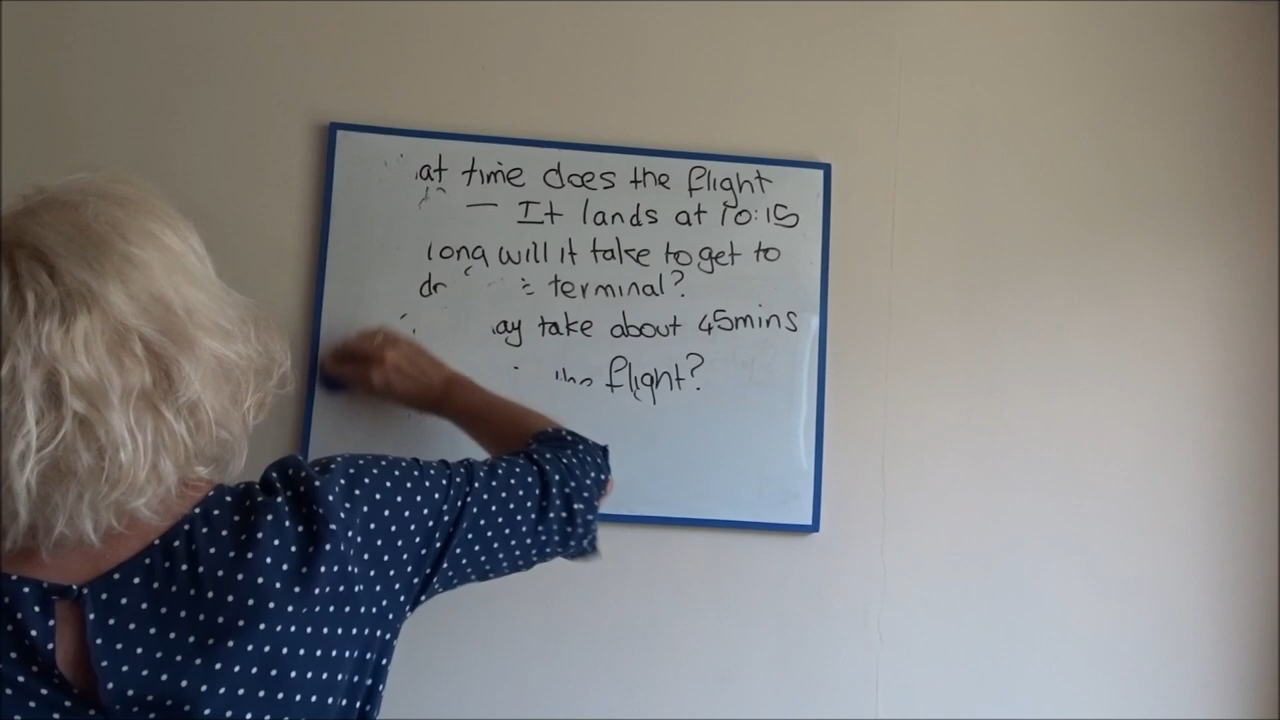 at time does the flight
— It lands at 10:15
long will it take to get to
terminal?
ay take about 45mins
flight?